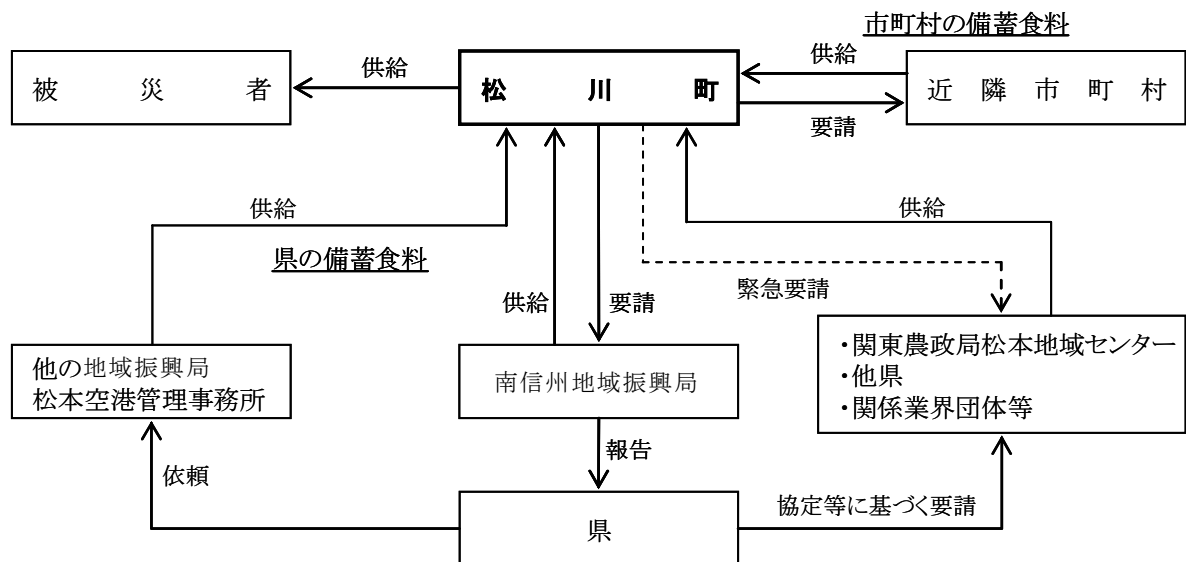 市町村の備蓄食料
被災者
供給
松川町
供給
要請
近隣市町村
供給
県の備蓄食料
供給
要請
供給
緊急要請
他の地域振興局
松本空港管理事務所
南信州地域振興局
・関東農政局松本地域センター
・他県
・関係業界団体等
依頼
報告
県
協定等に基づく要請